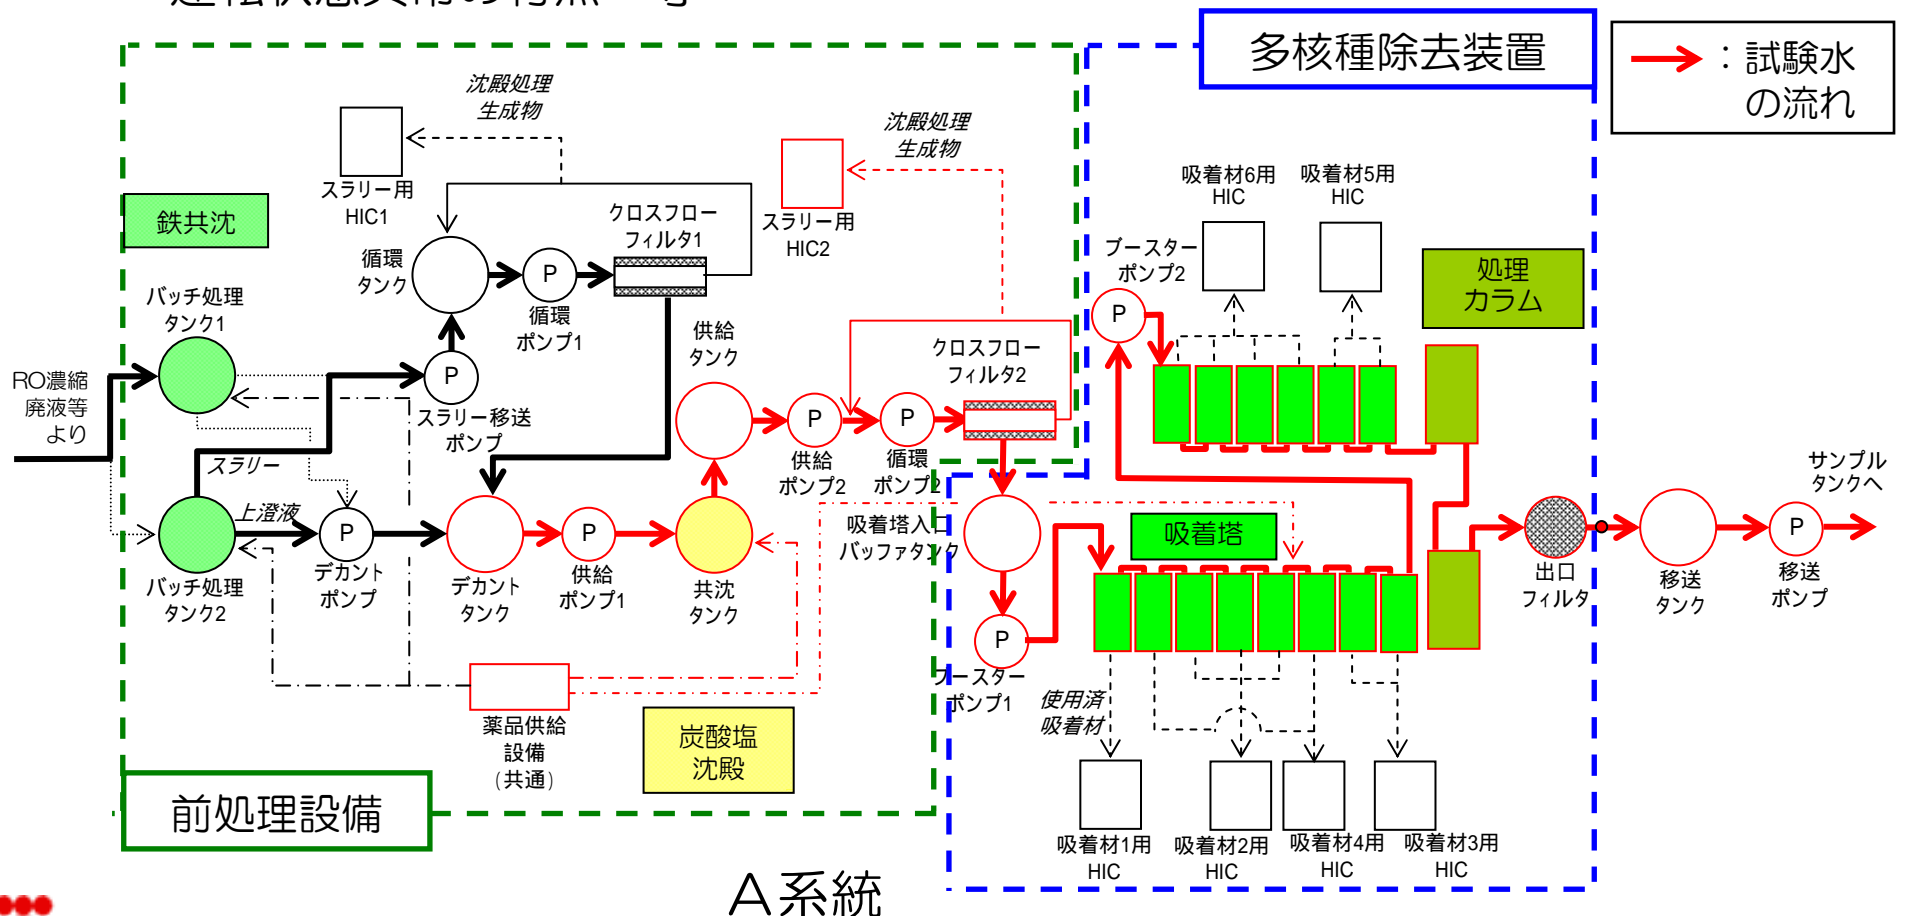 多核種除去装置
：試験水
の流れ
沈殿処理
生成物
スラリー用
HIC1
沈殿処理
生成物
スラリー用
HIC2
吸着材6用
HIC
吸着材5用
HIC
鉄共沈
循環
タンク
P
循環
ポンプ1
クロスフロー
フィルタ1
ブースター
ポンプ2
P
処理
カラム
バッチ処理
タンク1
供給
タンク
クロスフロー
フィルタ2
RO濃縮
廃液等
より
P
スラリー移送
ポンプ
P
供給
ポンプ2
P
循環
ポンプ2
スラリー
上澄液
バッチ処理
タンク2
P
デカント
ポンプ
デカント
タンク
P
供給
ポンプ1
共沈
タンク
吸着塔入口
バッファタンク
吸着塔
P
ブースター
ポンプ1
出口
フィルタ
移送
タンク
P
移送
ポンプ
サンプル
タンクへ
薬品供給
設備
（共通）
炭酸塩
沈殿
使用済
吸着材
前処理設備
吸着材1用
HIC
吸着材2用
HIC
吸着材4用
HIC
吸着材3用
HIC
A系統